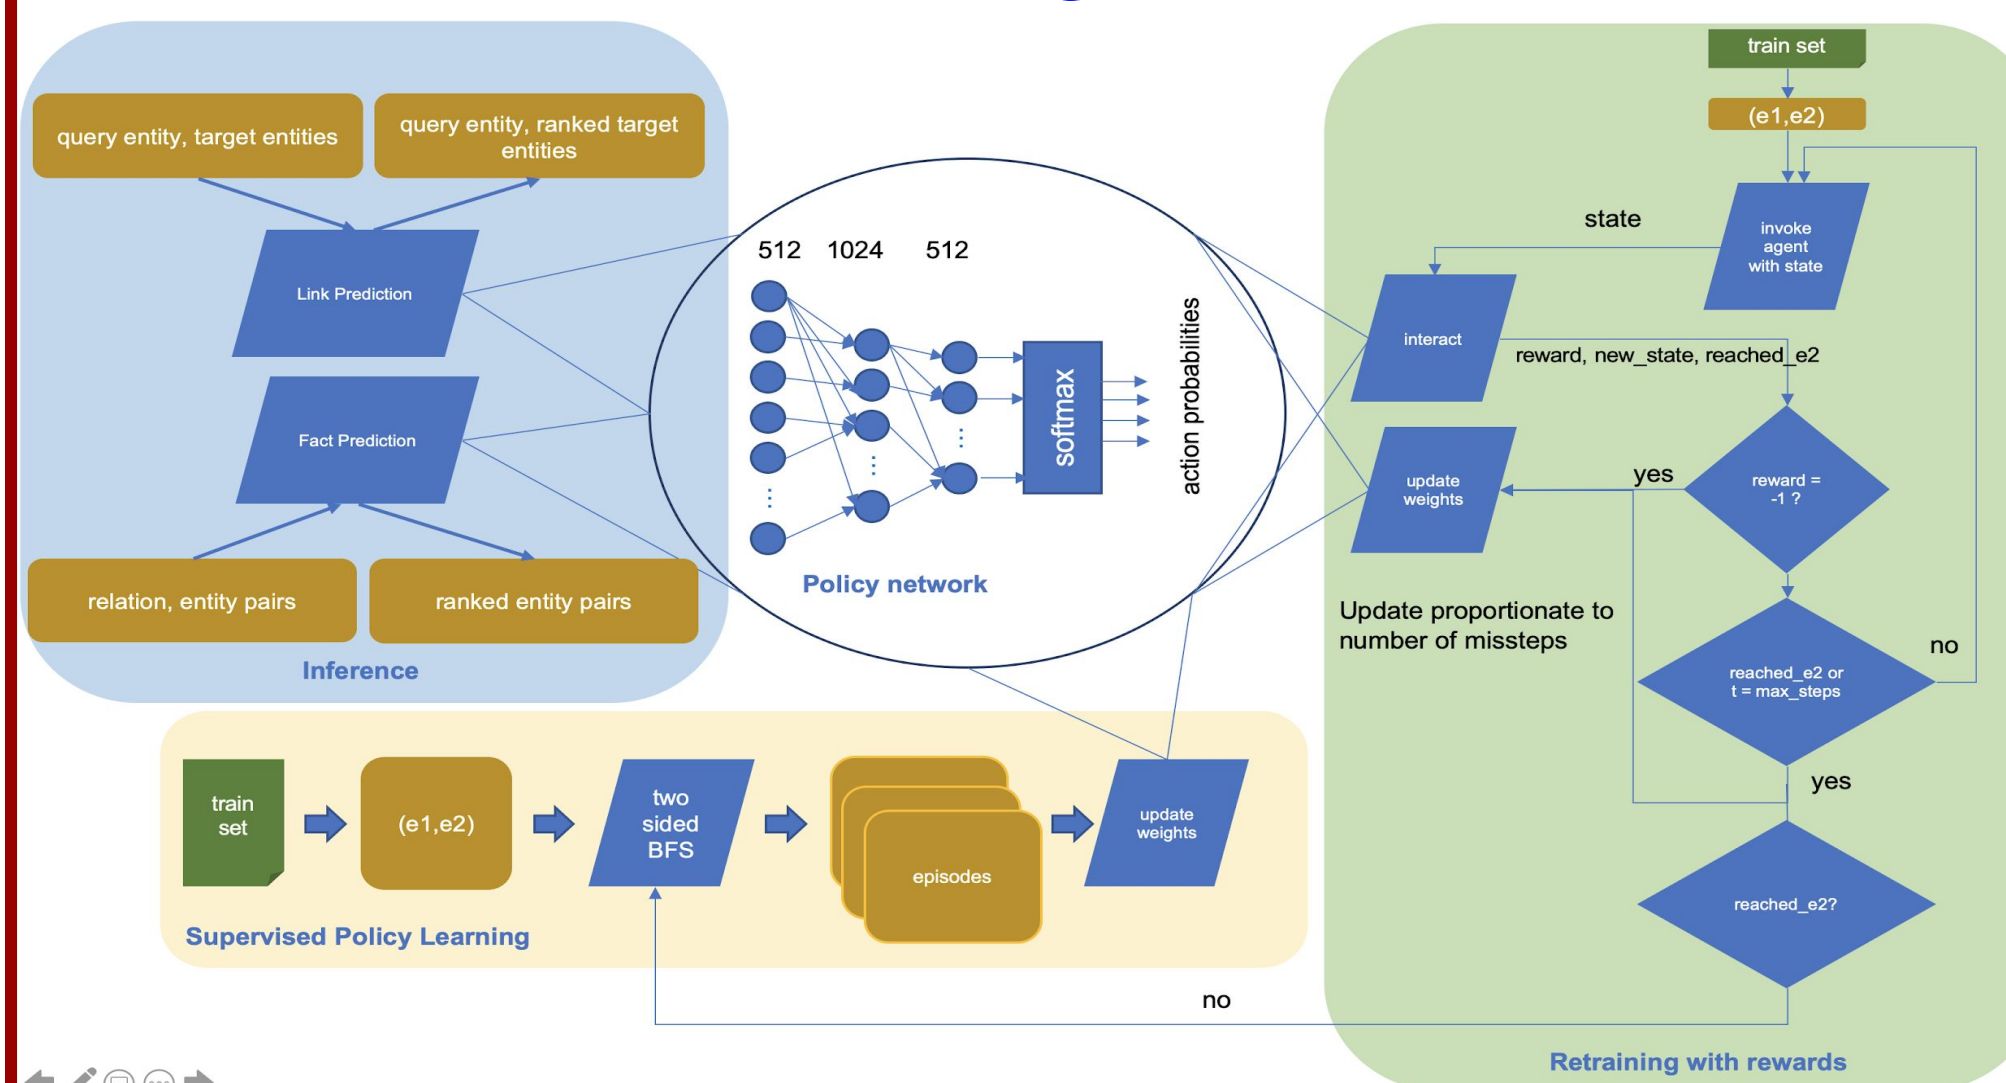 query entity, target entities
query entity, ranked target
entities
Link Prediction
Fact Prediction
relation, entity pairs
ranked entity pairs
Inference
512
1024
512
softmax
action probabilities
Policy network
train set
(e1,e2)
invoke
agent
with state
state
interact
reward, new_state, reached_e2
reward =
-1 ?
yes
update
weights
Update proportionate to
number of missteps
reached_e2 or
t = max_steps
no
yes
reached_e2?
no
Retraining with rewards
train
set
(e1,e2)
two
sided
BFS
episodes
update
weights
Supervised Policy Learning